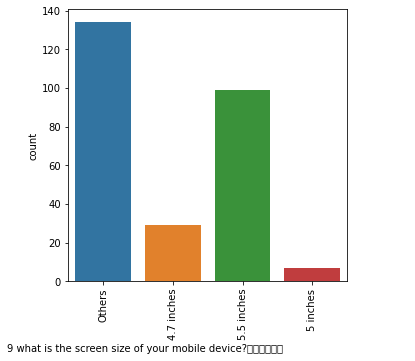 140
120
100
80
60
40
20
0
count
Others
4.7 inches
5.5 inches
5 inches
9 what is the screen size of your mobile device?